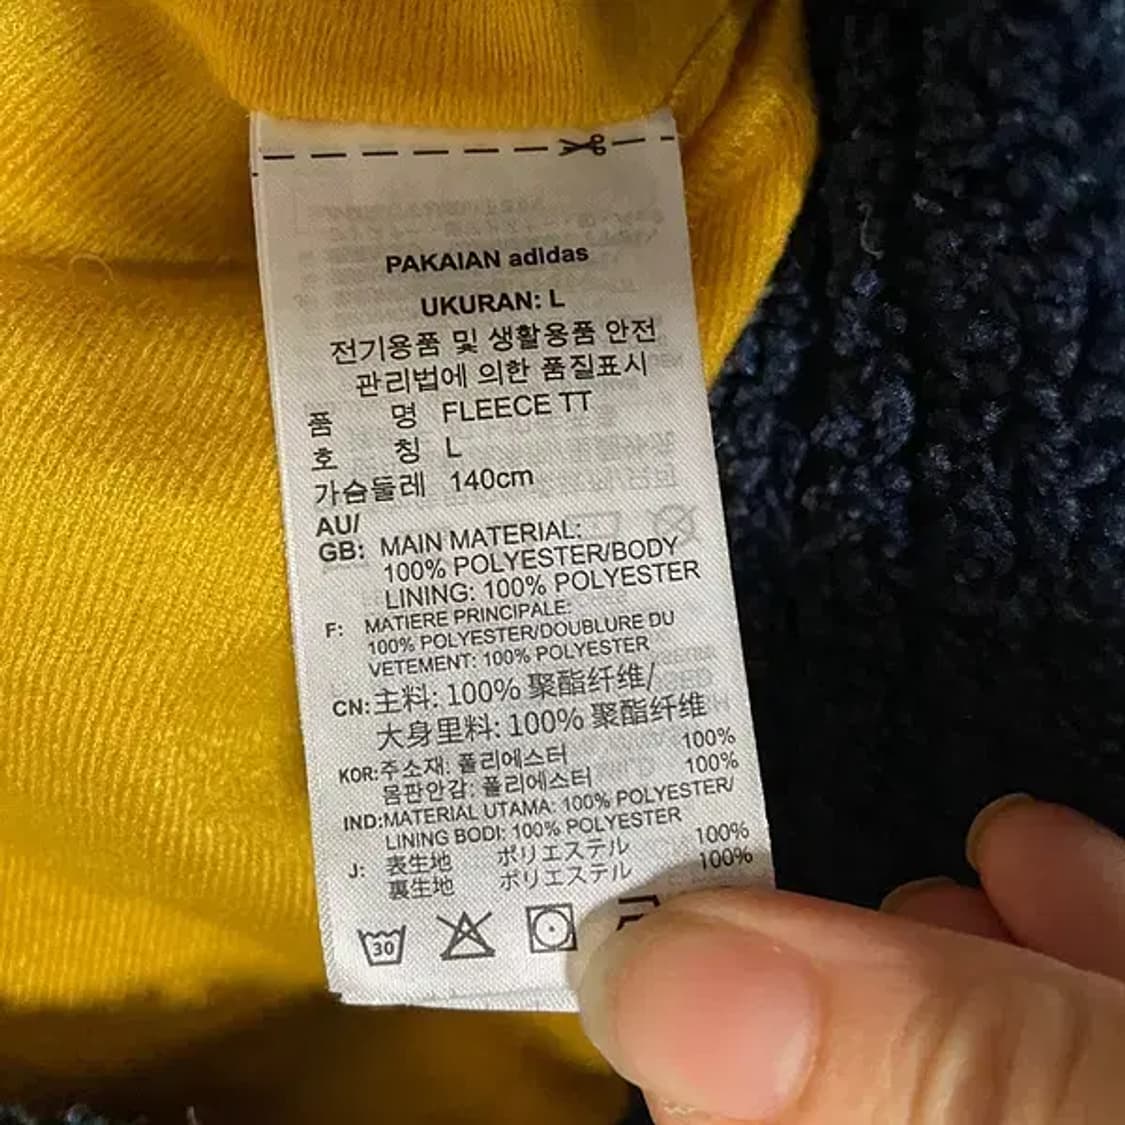 PAKAIAN adidas
UKURAN: L
전기용품 및 생활용품 안전
관리법에 의한 품질표시
품 명 FLEECE TT
호 칭 L
가슴둘레 140cm
AU/
GB: MAIN MATERIAL:
100% POLYESTER/BODY
LINING: 100% POLYESTER
F: MATIERE PRINCIPALE:
100% POLYESTER/DOUBLURE DU
VETEMENT: 100% POLYESTER
CN: 主料: 100% 聚酯纤维/
大身里料: 100% 聚酯纤维
KOR: 주소재: 폴리에스터 100%
몸판안감: 폴리에스터 100%
IND: MATERIAL UTAMA: 100% POLYESTER/
LINING BODI: 100% POLYESTER
J: 表生地 ポリエステル 100%
裏生地 ポリエステル 100%
30